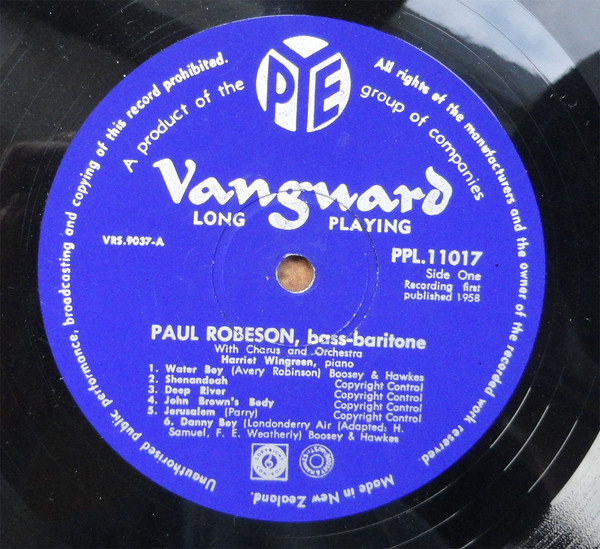 Unauthorised public performance, broadcasting and copying of this record prohibited.
All rights of the manufacturers and the owner of the recorded work reserved.
A product of the
PYE
group of companies
Vanguard
LONG PLAYING
VRS.9037-A
PPL.11017
Side One
Recording first
published 1958
PAUL ROBESON, bass-baritone
With Chorus and Orchestra
Harriet Wingreen, piano
1. Water Boy (Avery Robinson) Boosey & Hawkes
2. Shenandoah Copyright Control
3. Deep River Copyright Control
4. John Brown's Body Copyright Control
5. Jerusalem (Parry) Copyright Control
6. Danny Boy (Londonderry Air (Adapted: H.
Samuel, F. E. Weatherly) Boosey & Hawkes
Made in New Zealand.